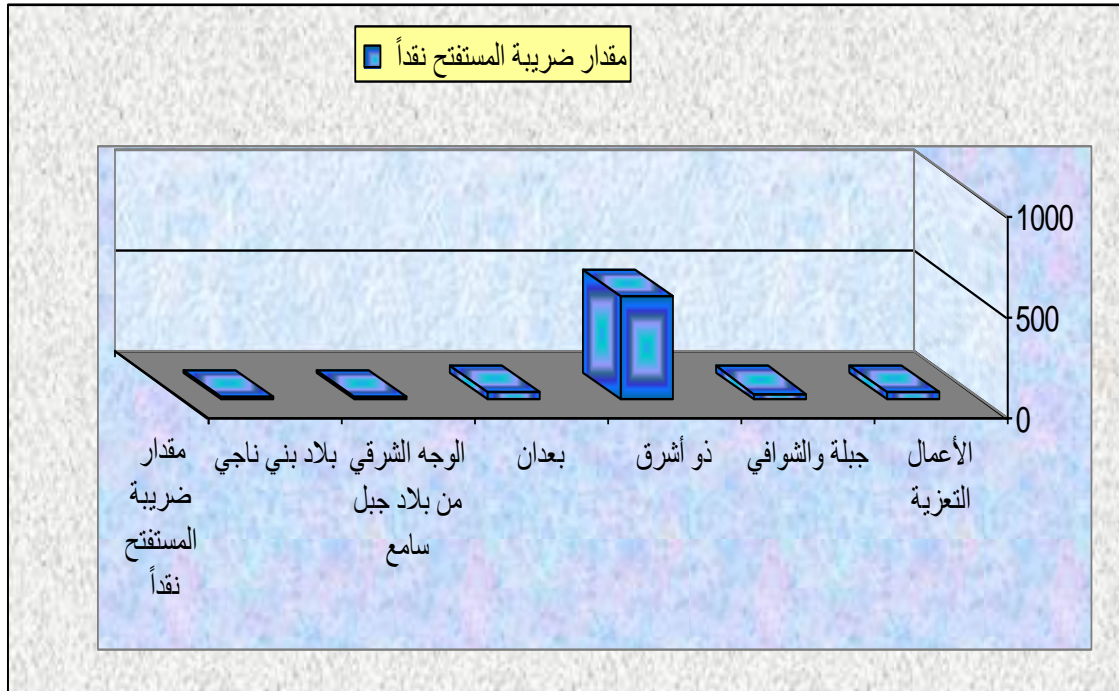 مقدار ضريبة المستفتح نقداً
1000
500
0
الأعمال
التعزية
جبلة والشوافي
ذو أشرق
بعدان
الوجه الشرقي
من بلاد جبل
سامع
بلاد بني ناجي
مقدار
ضريبة
المستفتح
نقداً